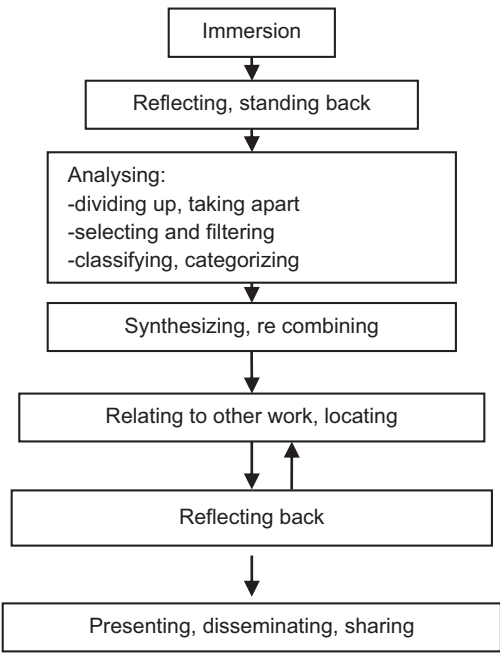 Immersion
Reflecting, standing back
Analysing:
-dividing up, taking apart
-selecting and filtering
-classifying, categorizing
Synthesizing, re combining
Relating to other work, locating
Reflecting back
Presenting, disseminating, sharing